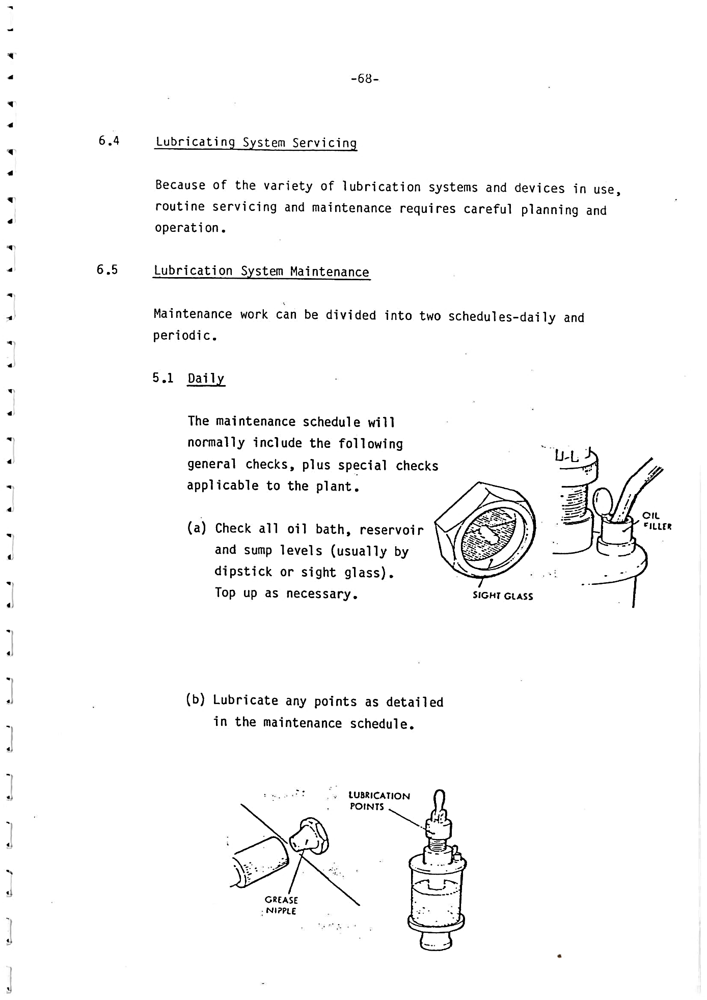 -68-
6.4 Lubricating System Servicing
Because of the variety of lubrication systems and devices in use,
routine servicing and maintenance requires careful planning and
operation.
6.5 Lubrication System Maintenance
Maintenance work can be divided into two schedules-daily and
periodic.
5.1 Daily
The maintenance schedule will
normally include the following
general checks, plus special checks
applicable to the plant.
(a) Check all oil bath, reservoir
and sump levels (usually by
dipstick or sight glass).
Top up as necessary.
OIL
FILLER
SIGHT GLASS
(b) Lubricate any points as detailed
in the maintenance schedule.
LUBRICATION
POINTS
GREASE
NIPPLE